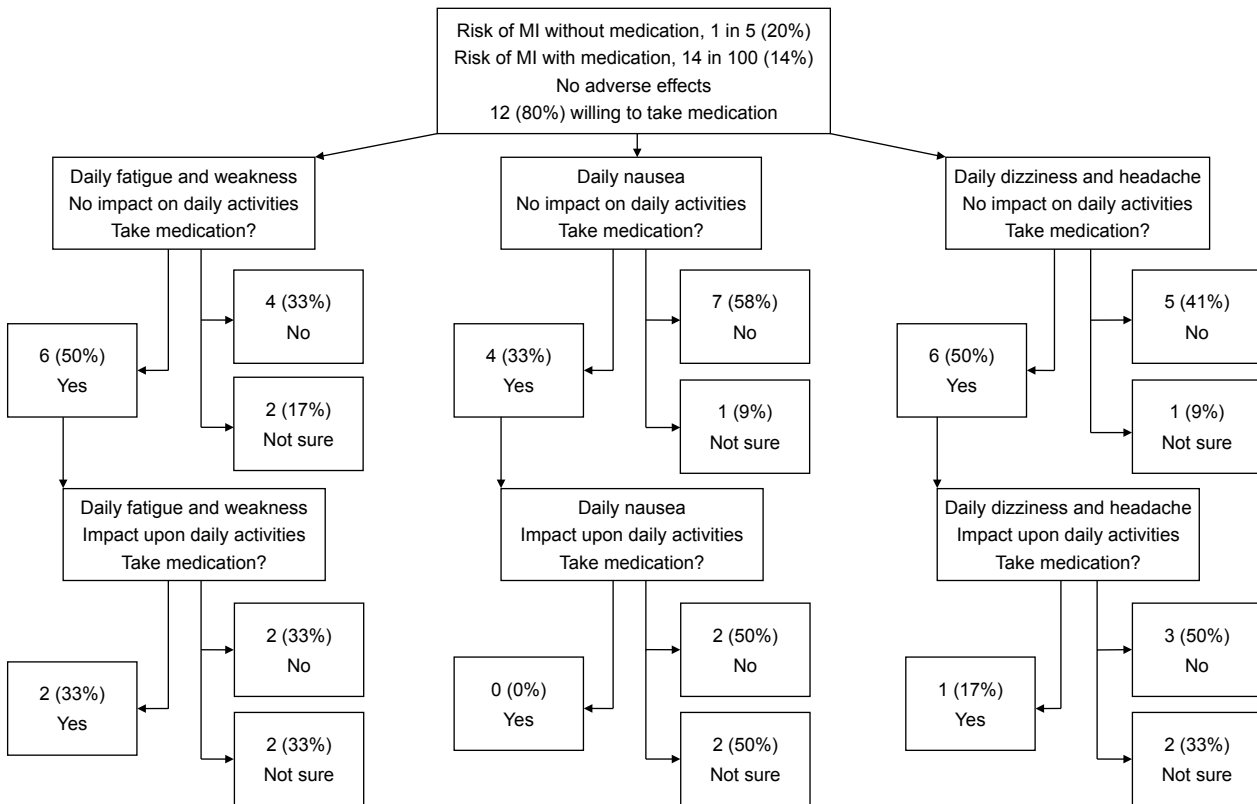 Risk of MI without medication, 1 in 5 (20%)
Risk of MI with medication, 14 in 100 (14%)
No adverse effects
12 (80%) willing to take medication
Daily fatigue and weakness
No impact on daily activities
Take medication?
4 (33%)
No
6 (50%)
Yes
2 (17%)
Not sure
Daily fatigue and weakness
Impact upon daily activities
Take medication?
2 (33%)
No
2 (33%)
Yes
2 (33%)
Not sure
Daily nausea
No impact on daily activities
Take medication?
7 (58%)
No
4 (33%)
Yes
1 (9%)
Not sure
Daily nausea
Impact upon daily activities
Take medication?
2 (50%)
No
0 (0%)
Yes
2 (50%)
Not sure
Daily dizziness and headache
No impact on daily activities
Take medication?
5 (41%)
No
6 (50%)
Yes
1 (9%)
Not sure
Daily dizziness and headache
Impact upon daily activities
Take medication?
3 (50%)
No
1 (17%)
Yes
2 (33%)
Not sure